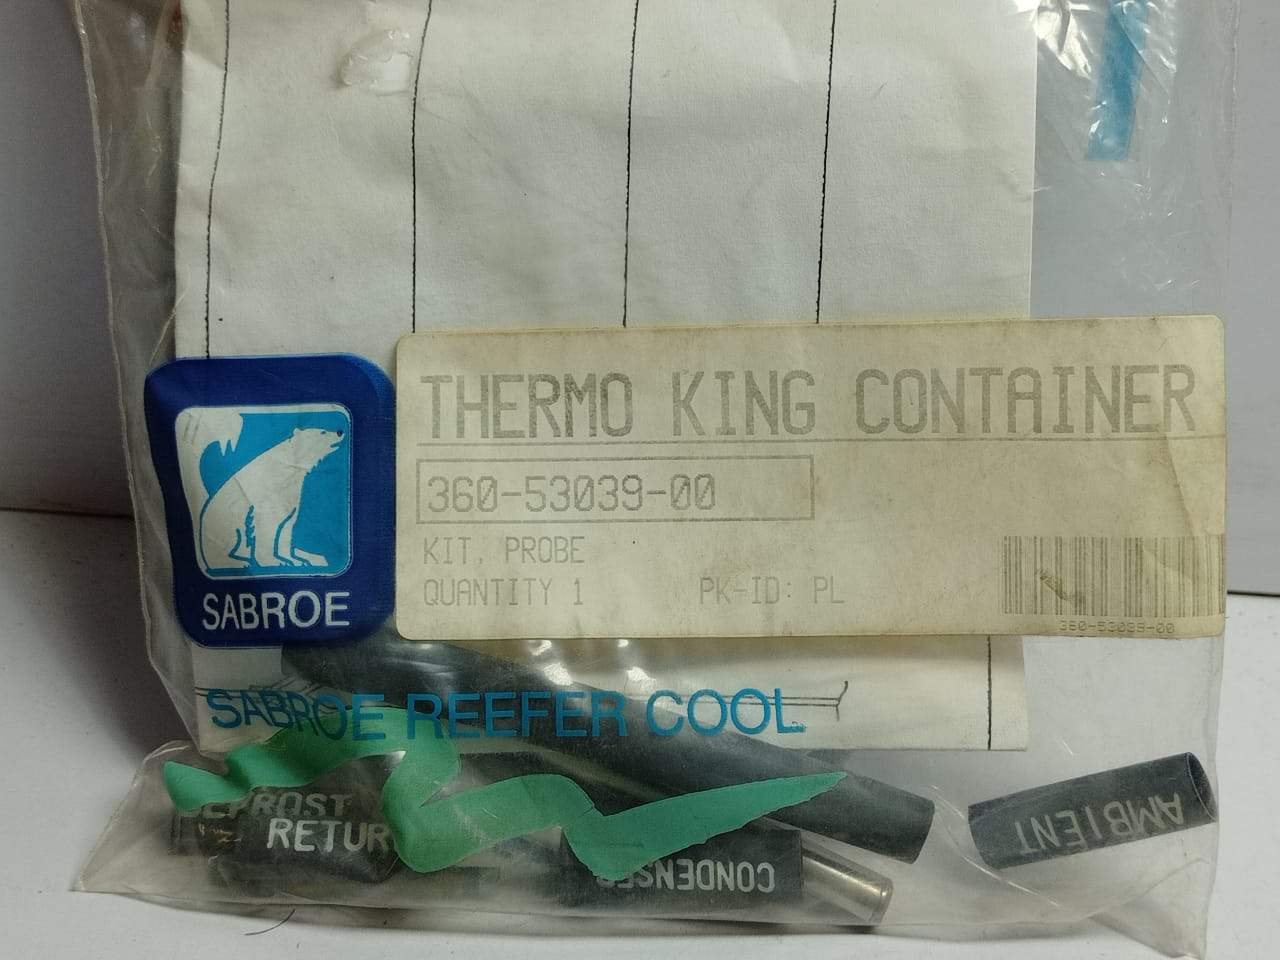 THERMO KING CONTAINER
360-53039-00
KIT, PROBE
QUANTITY 1 PK-ID: PL
360-53039-00
SABROE
SABROE REEFER COOL
RETUR
CONDENSE
AMBIENT